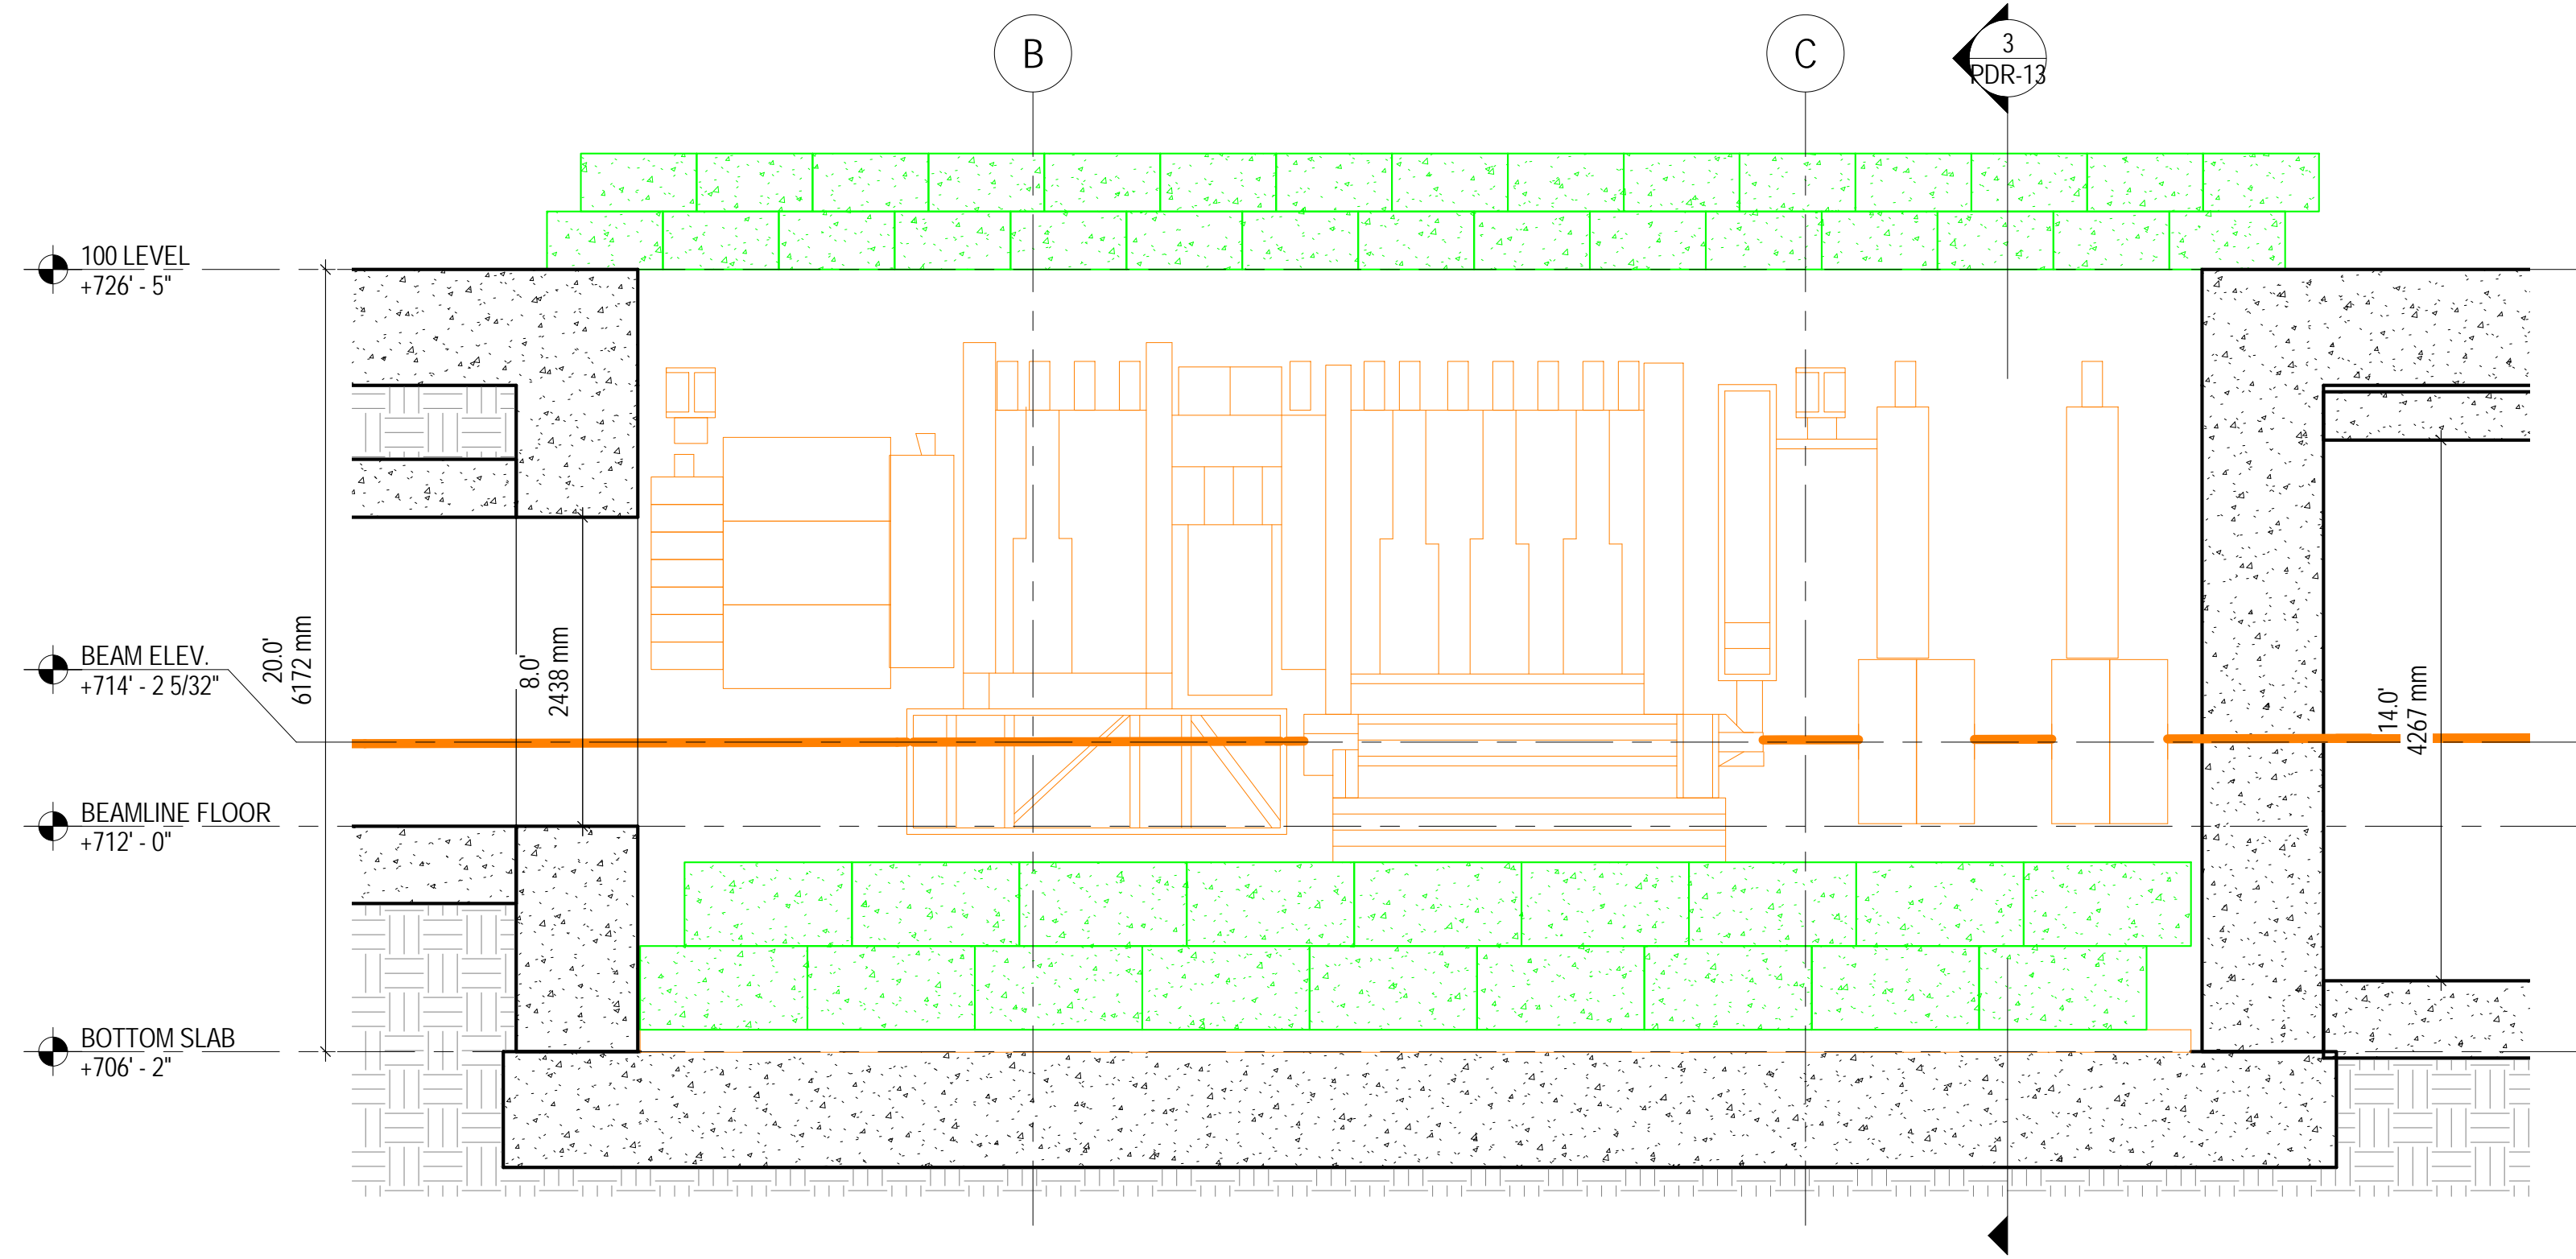 B
C
3
PDR-13
100 LEVEL
+726' - 5"
BEAM ELEV.
+714' - 2 5/32"
20.0'
6172 mm
8.0'
2438 mm
14.0'
4267 mm
BEAMLINE FLOOR
+712' - 0"
BOTTOM SLAB
+706' - 2"